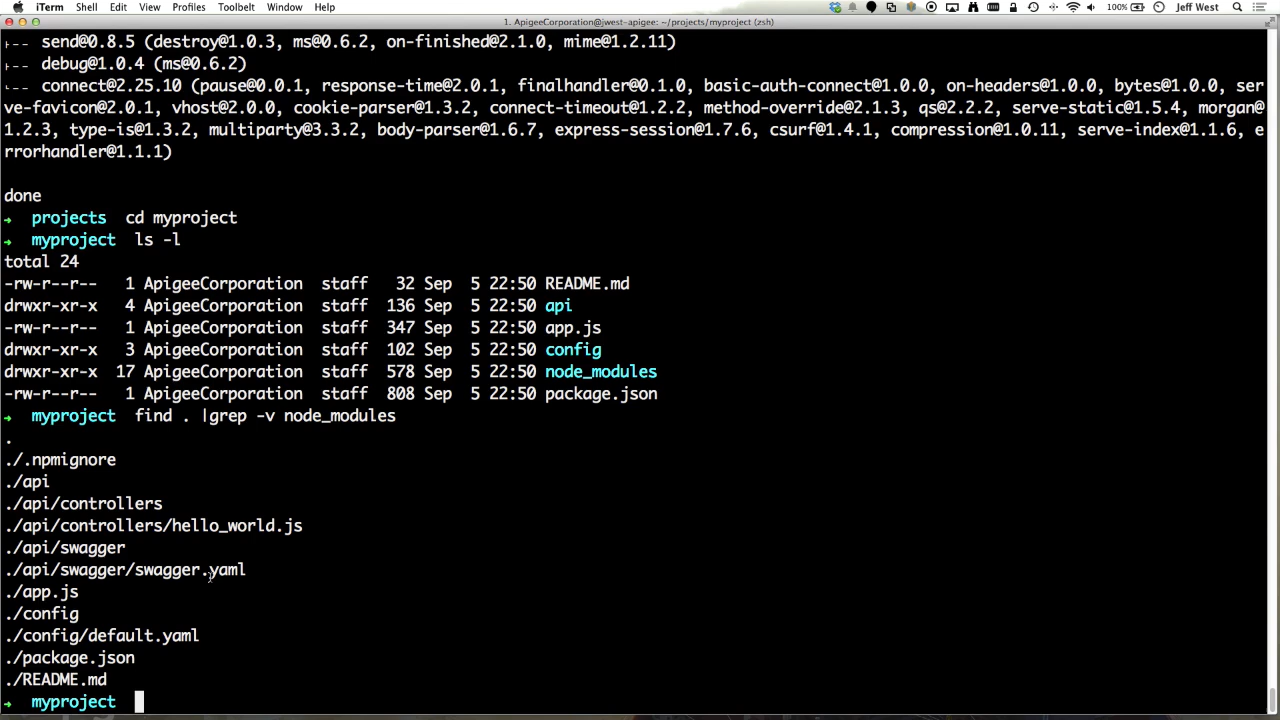 iTerm Shell Edit View Profiles Toolbelt Window Help 100% Jeff West
1. ApigeeCorporation@jwest-apigee: ~/projects/myproject (zsh)
├── send@0.8.5 (destroy@1.0.3, ms@0.6.2, on-finished@2.1.0, mime@1.2.11)
├── debug@1.0.4 (ms@0.6.2)
└── connect@2.25.10 (pause@0.0.1, response-time@2.0.1, finalhandler@0.1.0, basic-auth-connect@1.0.0, on-headers@1.0.0, bytes@1.0.0, ser
ve-favicon@2.0.1, vhost@2.0.0, cookie-parser@1.3.2, connect-timeout@1.2.2, method-override@2.1.3, qs@2.2.2, serve-static@1.5.4, morgan@
1.2.3, type-is@1.3.2, multiparty@3.3.2, body-parser@1.6.7, express-session@1.7.6, csurf@1.4.1, compression@1.0.11, serve-index@1.1.6, e
rrorhandler@1.1.1)
done
→ projects cd myproject
→ myproject ls -l
total 24
-rw-r--r-- 1 ApigeeCorporation staff 32 Sep 5 22:50 README.md
drwxr-xr-x 4 ApigeeCorporation staff 136 Sep 5 22:50 api
-rw-r--r-- 1 ApigeeCorporation staff 347 Sep 5 22:50 app.js
drwxr-xr-x 3 ApigeeCorporation staff 102 Sep 5 22:50 config
drwxr-xr-x 17 ApigeeCorporation staff 578 Sep 5 22:50 node_modules
-rw-r--r-- 1 ApigeeCorporation staff 808 Sep 5 22:50 package.json
→ myproject find . |grep -v node_modules
.
./.npmignore
./api
./api/controllers
./api/controllers/hello_world.js
./api/swagger
./api/swagger/swagger.yaml
./app.js
./config
./config/default.yaml
./package.json
./README.md
→ myproject